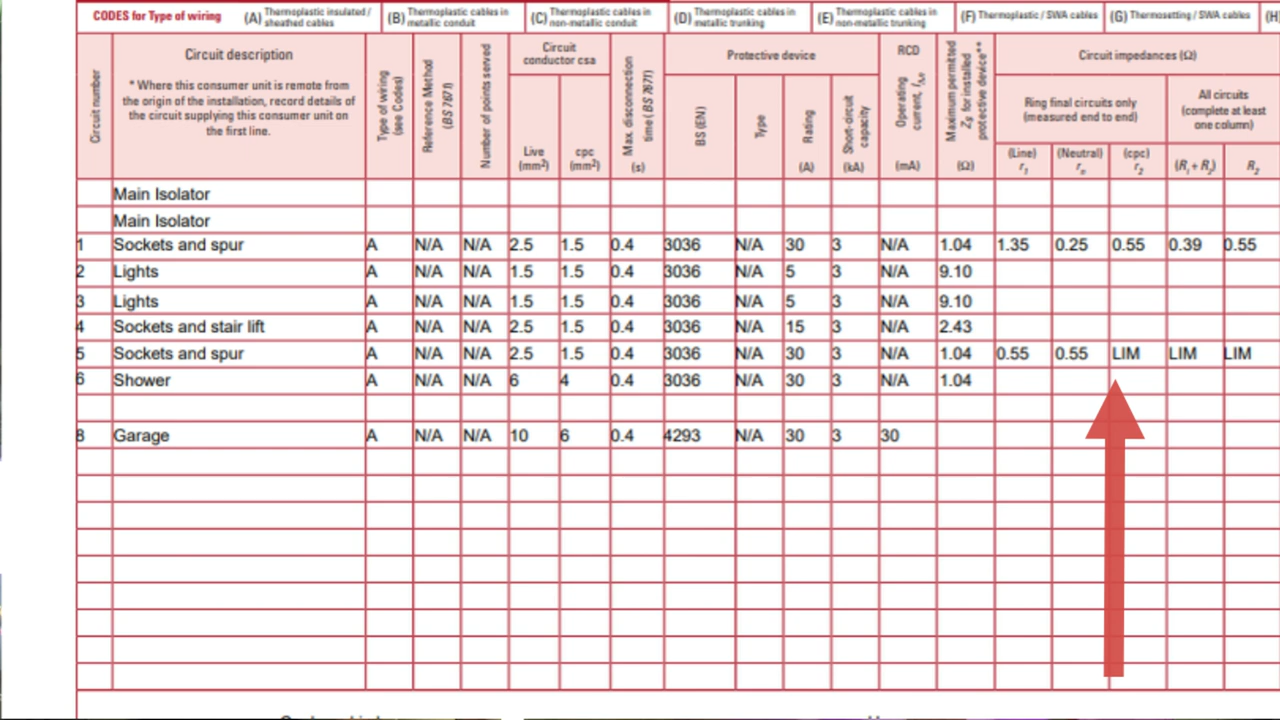 CODES for Type of wiring (A) Thermoplastic insulated / sheathed cables (B) Thermoplastic cables in metallic conduit (C) Thermoplastic cables in non-metallic conduit (D) Thermoplastic cables in metallic trunking (E) Thermoplastic cables in non-metallic trunking (F) Thermoplastic / SWA cables (G) Thermosetting / SWA cables
Circuit number
Circuit description
* Where this consumer unit is remote from
the origin of the installation, record details of
the circuit supplying this consumer unit on
the first line.
Type of wiring
(see Codes)
Reference Method
(BS 7671)
Number of points served
Circuit
conductor csa
Live
(mm²)
cpc
(mm²)
Max. disconnection
time (BS 7671)
(s)
Protective device
BS (EN)
Type
Rating
(A)
Short-circuit
capacity
(kA)
RCD
Operating
current, IΔn
(mA)
Maximum permitted
Zs for installed
protective device**
(Ω)
Circuit impedances (Ω)
Ring final circuits only
(measured end to end)
(Line)
r1
(Neutral)
rn
(cpc)
r2
All circuits
(complete at least
one column)
(R1 + R2)
R2
Main Isolator
Main Isolator
1 Sockets and spur A N/A N/A 2.5 1.5 0.4 3036 N/A 30 3 N/A 1.04 1.35 0.25 0.55 0.39 0.55
2 Lights A N/A N/A 1.5 1.5 0.4 3036 N/A 5 3 N/A 9.10
3 Lights A N/A N/A 1.5 1.5 0.4 3036 N/A 5 3 N/A 9.10
4 Sockets and stair lift A N/A N/A 2.5 1.5 0.4 3036 N/A 15 3 N/A 2.43
5 Sockets and spur A N/A N/A 2.5 1.5 0.4 3036 N/A 30 3 N/A 1.04 0.55 0.55 LIM LIM LIM
6 Shower A N/A N/A 6 4 0.4 3036 N/A 30 3 N/A 1.04
8 Garage A N/A N/A 10 6 0.4 4293 N/A 30 3 30